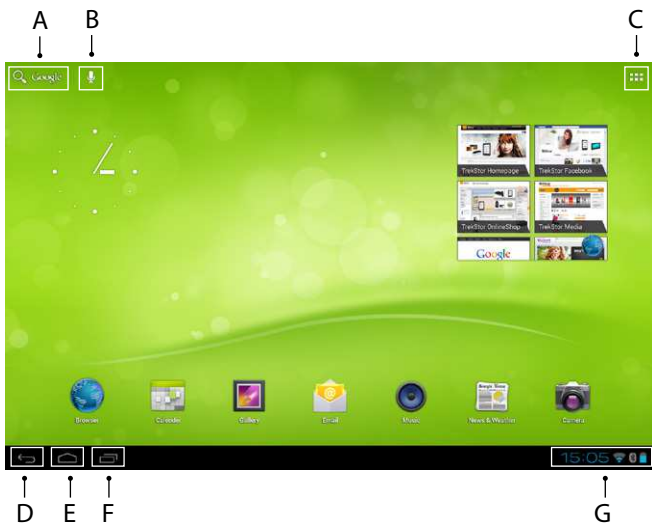 A B C
Google
TrekStor Homepage TrekStor Facebook
TrekStor OnlineShop TrekStor Media
Google
Browser Calendar Gallery Email Music News & Weather Camera
15:05
D E F G